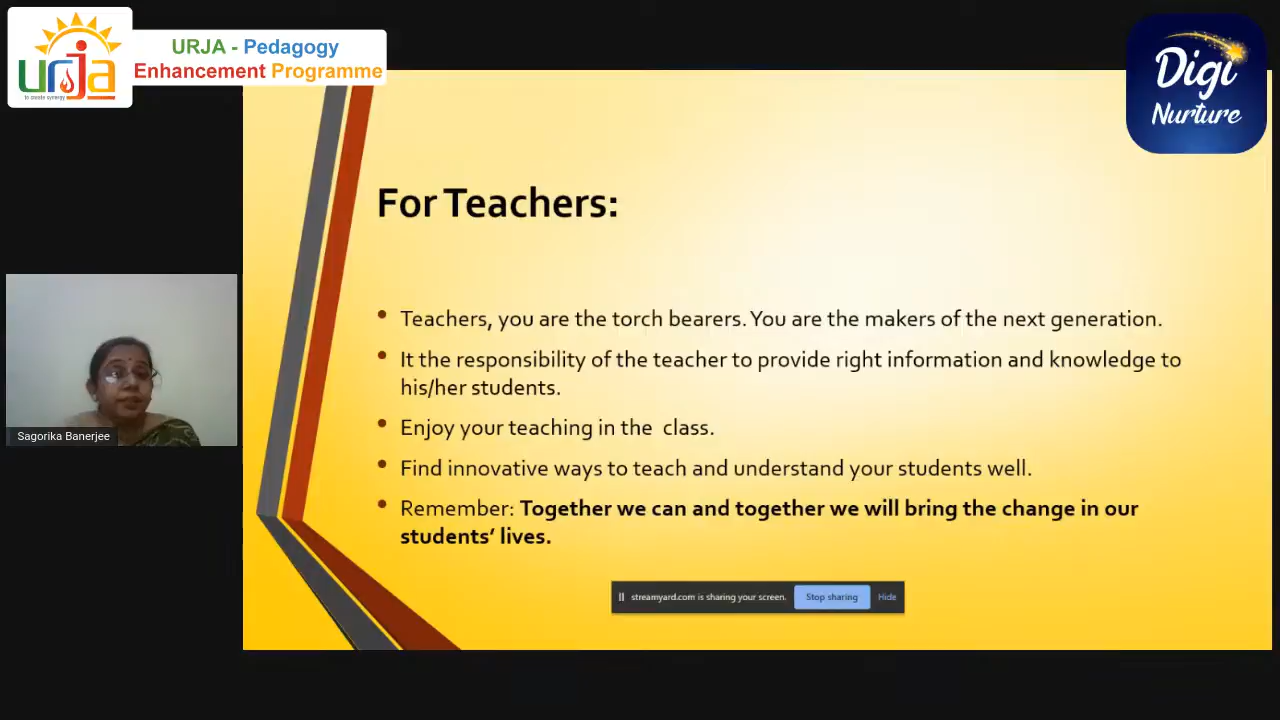 urja
to create synergy
URJA - Pedagogy
Enhancement Programme
Digi
Nurture
For Teachers:
• Teachers, you are the torch bearers. You are the makers of the next generation.
• It the responsibility of the teacher to provide right information and knowledge to
his/her students.
• Enjoy your teaching in the class.
• Find innovative ways to teach and understand your students well.
• Remember: Together we can and together we will bring the change in our
students' lives.
Sagorika Banerjee
streamyard.com is sharing your screen. Stop sharing Hide